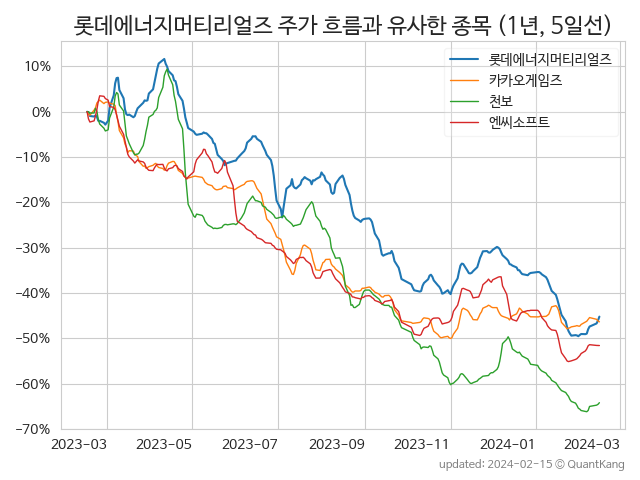 롯데에너지머티리얼즈 주가 흐름과 유사한 종목 (1년, 5일선)
롯데에너지머티리얼즈
카카오게임즈
천보
엔씨소프트
10%
0%
−10%
−20%
−30%
−40%
−50%
−60%
−70%
2023-03 2023-05 2023-07 2023-09 2023-11 2024-01 2024-03
updated: 2024-02-15 © QuantKang